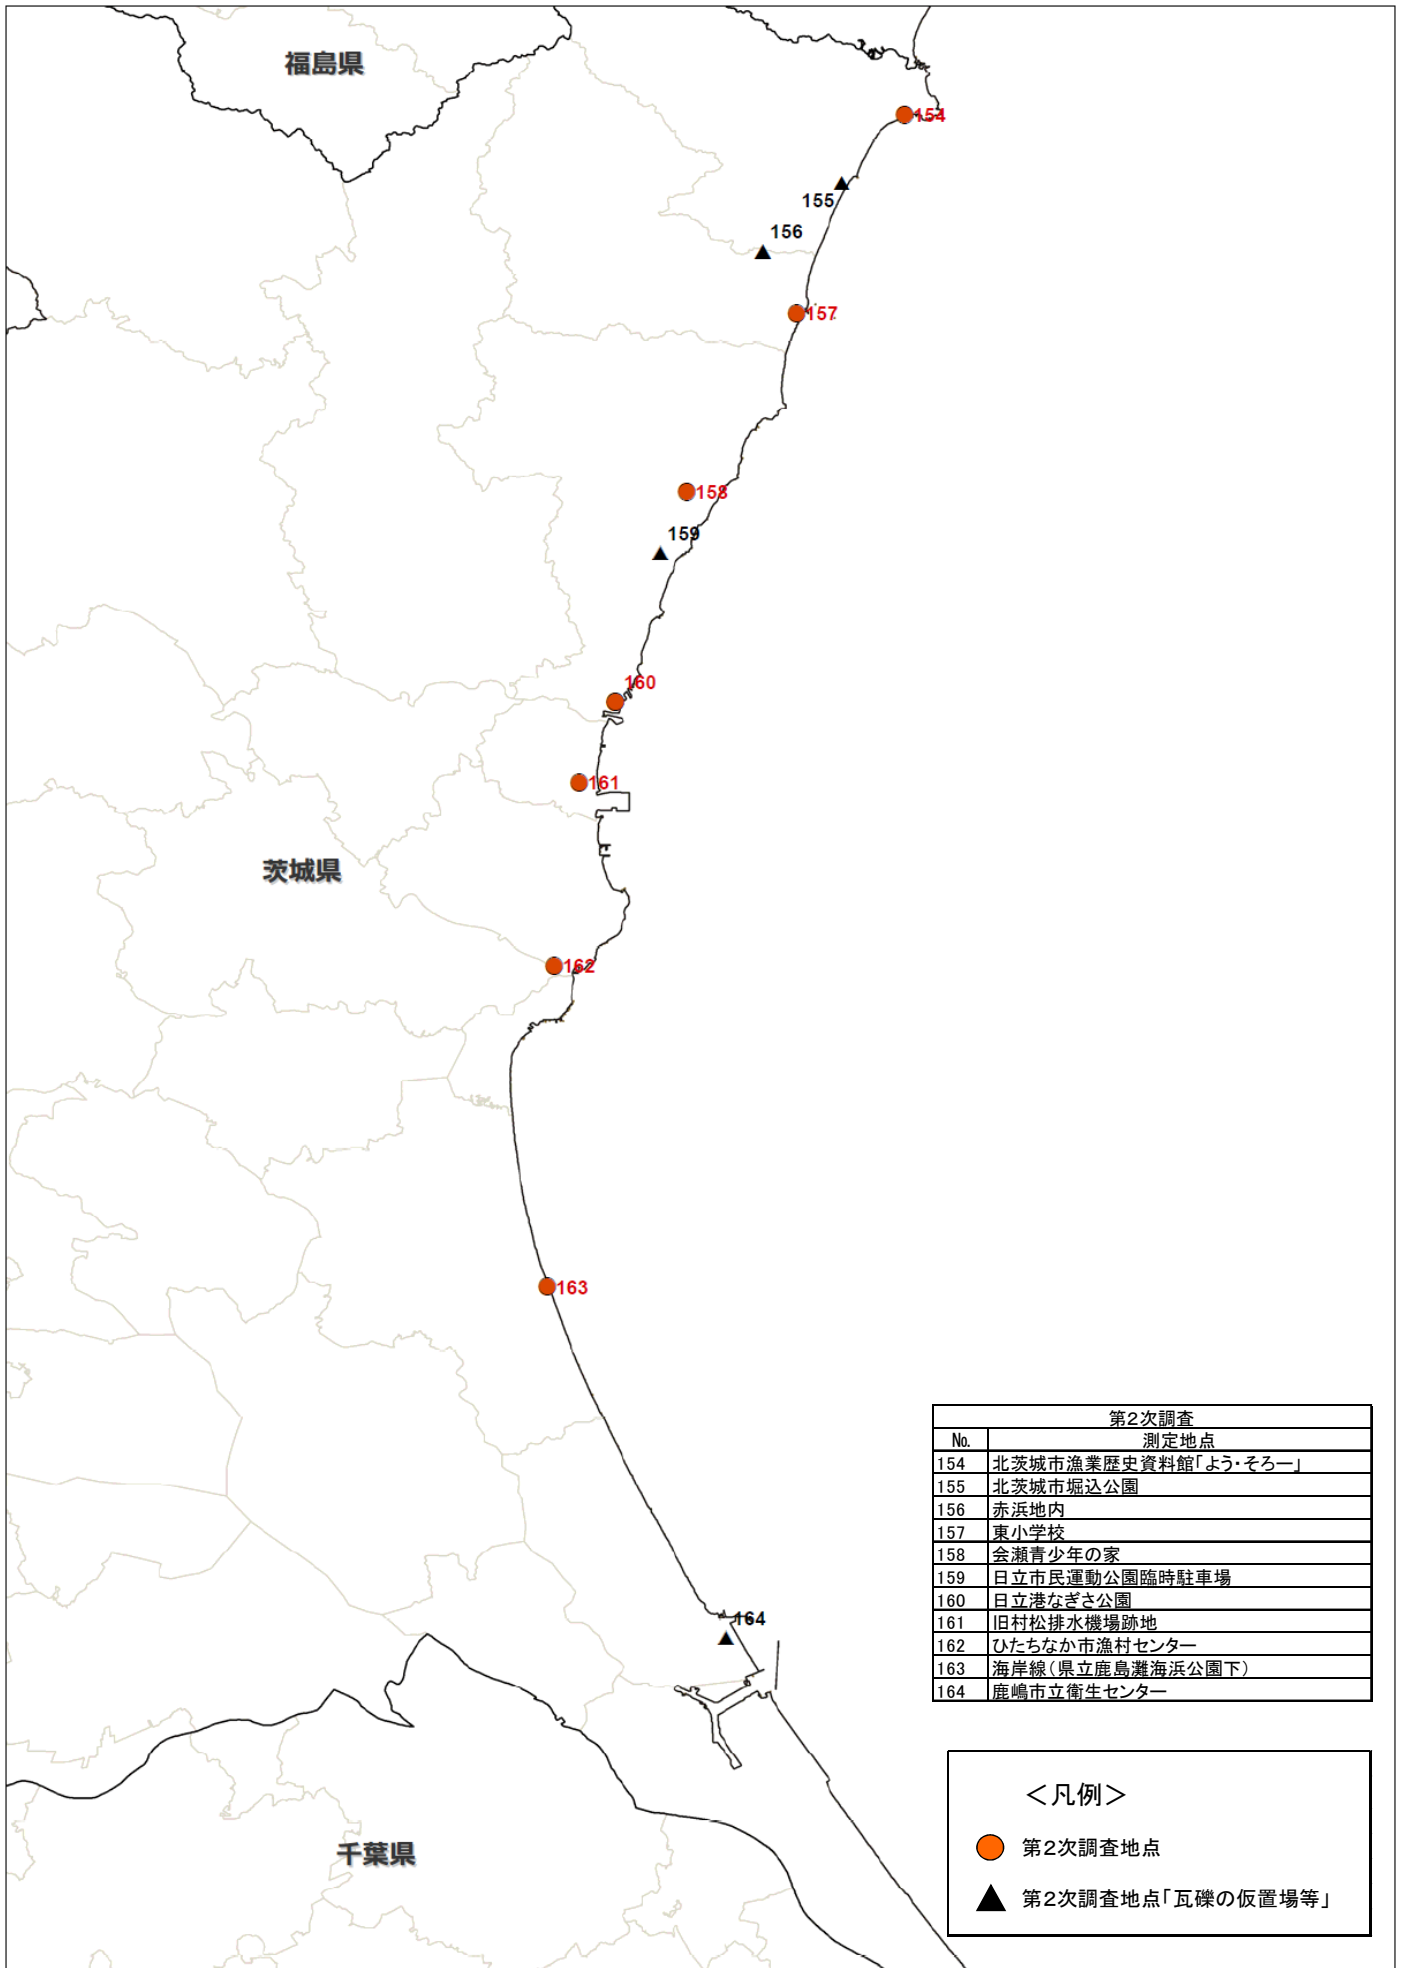 福島県
154
155
156
157
158
159
160
161
茨城県
162
163
164
千葉県
第2次調査
№ 測定地点
154 北茨城市漁業歴史資料館「よう・そろー」
155 北茨城市堀込公園
156 赤浜地内
157 東小学校
158 会瀬青少年の家
159 日立市民運動公園臨時駐車場
160 日立港なぎさ公園
161 旧村松排水機場跡地
162 ひたちなか市漁村センター
163 海岸線(県立鹿島灘海浜公園下)
164 鹿嶋市立衛生センター
<凡例>
第2次調査地点
第2次調査地点「瓦礫の仮置場等」